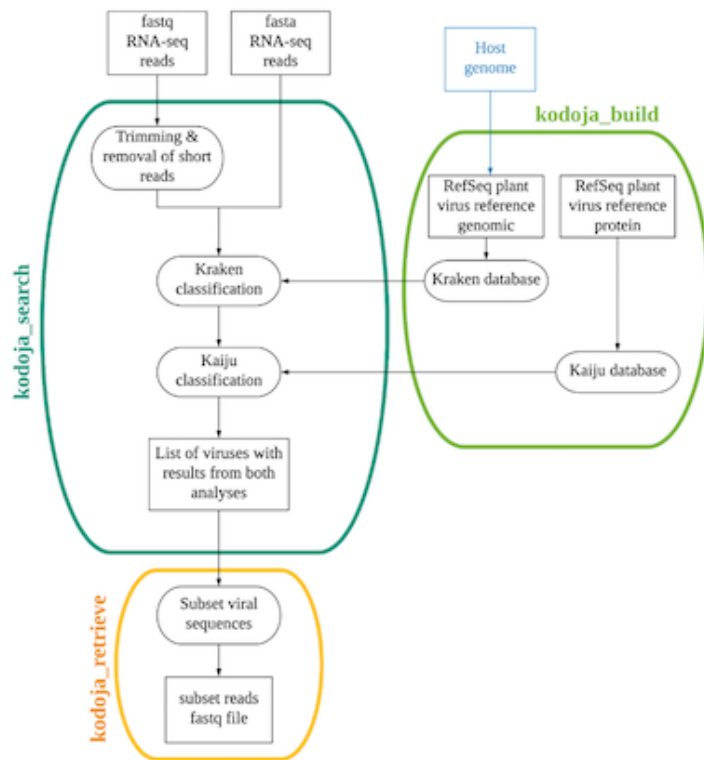 fastq
RNA-seq
reads
fasta
RNA-seq
reads
Host
genome
kodoja_build
Trimming &
removal of short
reads
RefSeq plant
virus reference
genomic
RefSeq plant
virus reference
protein
Kraken
classification
Kraken database
kodoja_search
Kaiju
classification
Kaiju database
List of viruses with
results from both
analyses
kodoja_retrieve
Subset viral
sequences
subset reads
fastq file